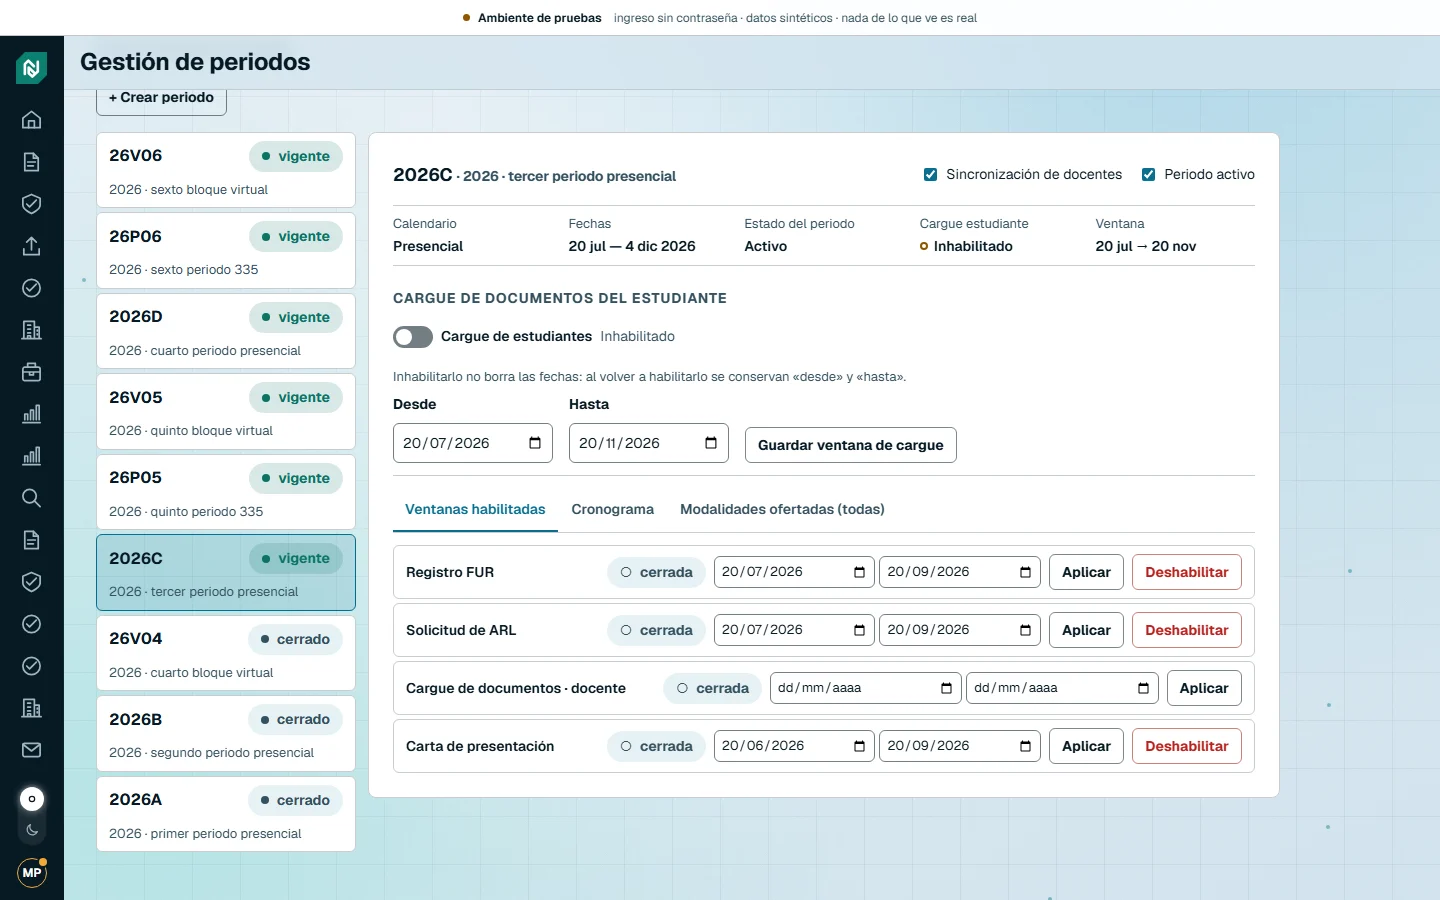 Ambiente de pruebas ingreso sin contraseña · datos sintéticos · nada de lo que ve es real
Gestión de periodos
+ Crear periodo
26V06 vigente
2026 · sexto bloque virtual
26P06 vigente
2026 · sexto periodo 335
2026D vigente
2026 · cuarto periodo presencial
26V05 vigente
2026 · quinto bloque virtual
26P05 vigente
2026 · quinto periodo 335
2026C vigente
2026 · tercer periodo presencial
26V04 cerrado
2026 · cuarto bloque virtual
2026B cerrado
2026 · segundo periodo presencial
2026A cerrado
2026 · primer periodo presencial
MP
2026C · 2026 · tercer periodo presencial Sincronización de docentes Periodo activo
Calendario Fechas Estado del periodo Cargue estudiante Ventana
Presencial 20 jul — 4 dic 2026 Activo Inhabilitado 20 jul → 20 nov
CARGUE DE DOCUMENTOS DEL ESTUDIANTE
Cargue de estudiantes Inhabilitado
Inhabilitarlo no borra las fechas: al volver a habilitarlo se conservan «desde» y «hasta».
Desde Hasta
20/07/2026 20/11/2026 Guardar ventana de cargue
Ventanas habilitadas Cronograma Modalidades ofertadas (todas)
Registro FUR cerrada 20/07/2026 20/09/2026 Aplicar Deshabilitar
Solicitud de ARL cerrada 20/07/2026 20/09/2026 Aplicar Deshabilitar
Cargue de documentos · docente cerrada dd/mm/aaaa dd/mm/aaaa Aplicar
Carta de presentación cerrada 20/06/2026 20/09/2026 Aplicar Deshabilitar